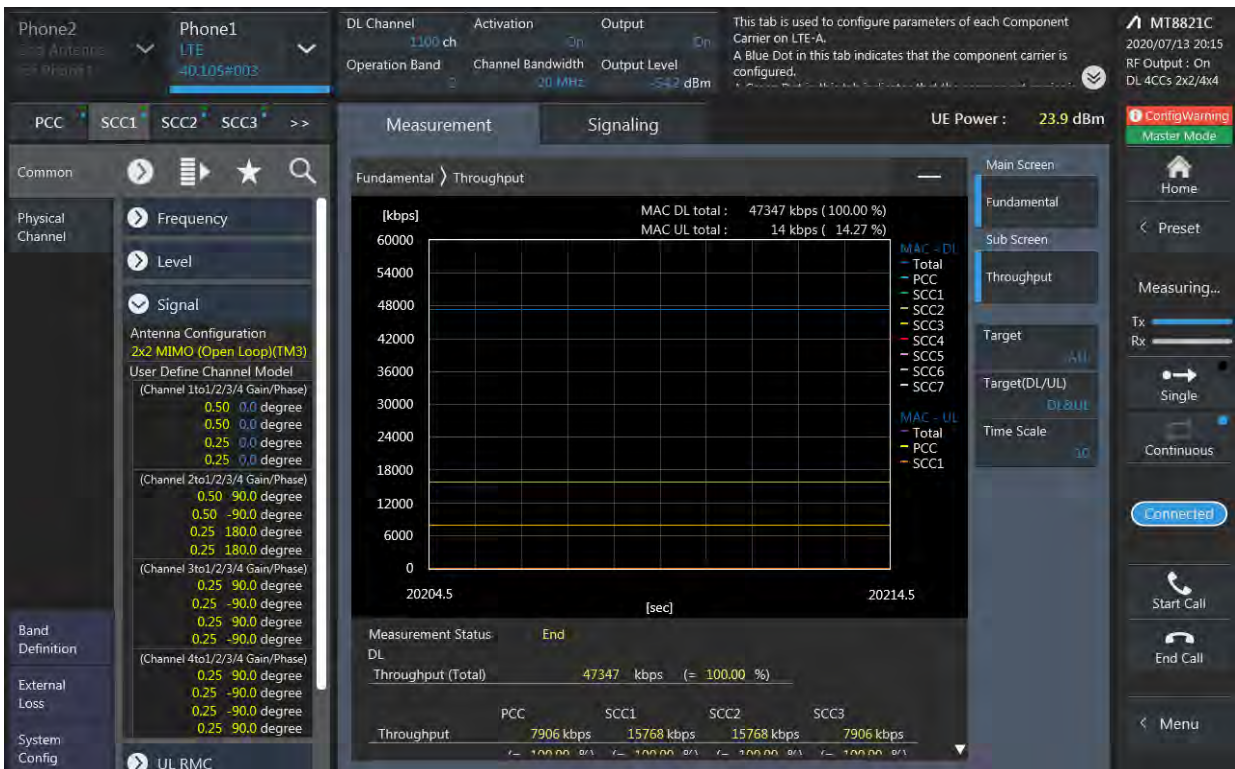 Phone2
Phone1
LTE
40.105#003
DL Channel
1100 ch
Activation
On
Output
On
Operation Band
2
Channel Bandwidth
20 MHz
Output Level
dBm
This tab is used to configure parameters of each Component
Carrier on LTE-A.
A Blue Dot in this tab indicates that the component carrier is
configured.
MT8821C
2020/07/13 20:15
RF Output : On
DL 4CCs 2x2/4x4
PCC SCC1 SCC2 SCC3 >>
Measurement
Signaling
UE Power : 23.9 dBm
ConfigWarning
Master Mode
Common
Physical
Channel
Band
Definition
External
Loss
System
Config
Frequency
Level
Signal
Antenna Configuration
2x2 MIMO (Open Loop)(TM3)
User Define Channel Model
(Channel 1to1/2/3/4 Gain/Phase)
0.50 0.0 degree
0.50 0.0 degree
0.25 0.0 degree
0.25 0.0 degree
(Channel 2to1/2/3/4 Gain/Phase)
0.50 90.0 degree
0.50 -90.0 degree
0.25 180.0 degree
0.25 180.0 degree
(Channel 3to1/2/3/4 Gain/Phase)
0.25 90.0 degree
0.25 -90.0 degree
0.25 90.0 degree
0.25 -90.0 degree
(Channel 4to1/2/3/4 Gain/Phase)
0.25 90.0 degree
0.25 -90.0 degree
0.25 -90.0 degree
0.25 90.0 degree
UL RMC
Fundamental > Throughput
[kbps]
MAC DL total : 47347 kbps ( 100.00 %)
MAC UL total : 14 kbps ( 14.27 %)
60000
54000
48000
42000
36000
30000
24000
18000
12000
6000
0
20204.5
20214.5
[sec]
MAC - DL
Total
PCC
SCC1
SCC2
SCC3
SCC4
SCC5
SCC6
SCC7
MAC - UL
Total
PCC
SCC1
Measurement Status End
DL
Throughput (Total) 47347 kbps (= 100.00 %)
PCC SCC1 SCC2 SCC3
Throughput 7906 kbps 15768 kbps 15768 kbps 7906 kbps
(= 100.00 %) (= 100.00 %) (= 100.00 %) (= 100.00 %)
Main Screen
Fundamental
Sub Screen
Throughput
Target
ALL
Target(DL/UL)
DL&UL
Time Scale
10
Home
< Preset
Measuring...
Tx
Rx
Single
Continuous
Connected
Start Call
End Call
< Menu